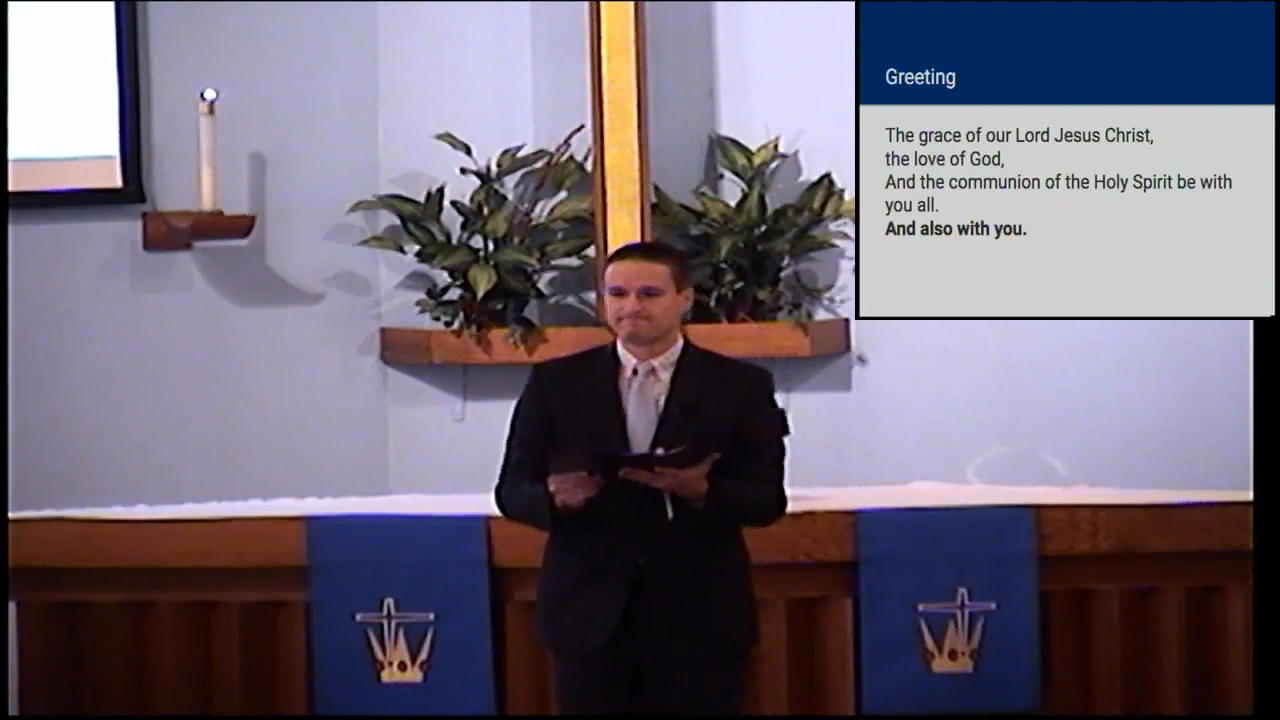 Greeting
The grace of our Lord Jesus Christ,
the love of God,
And the communion of the Holy Spirit be with
you all.
And also with you.